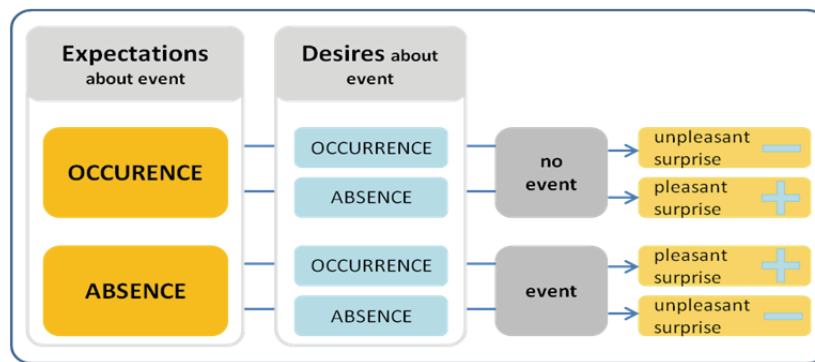 Expectations
about event
Desires about
event
OCCURENCE
OCCURRENCE
ABSENCE
no
event
unpleasant
surprise
pleasant
surprise
ABSENCE
OCCURRENCE
ABSENCE
event
pleasant
surprise
unpleasant
surprise